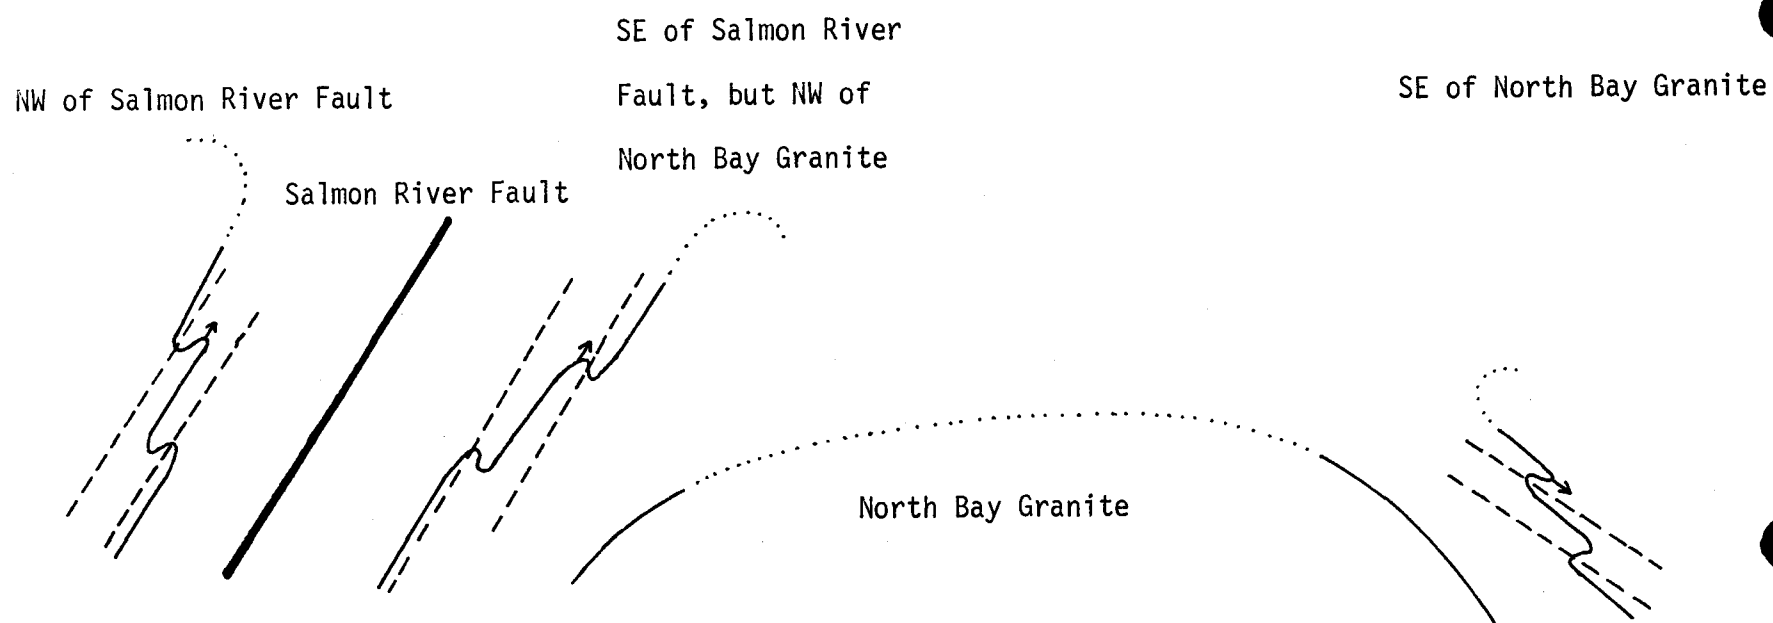 NW of Salmon River Fault
Salmon River Fault
SE of Salmon River
Fault, but NW of
North Bay Granite
North Bay Granite
SE of North Bay Granite